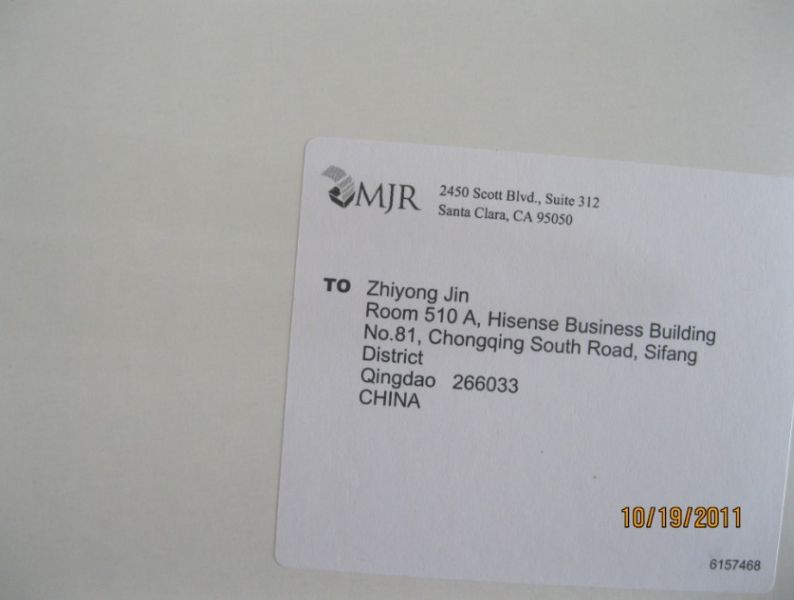 MJR
2450 Scott Blvd., Suite 312
Santa Clara, CA 95050
TO Zhiyong Jin
Room 510 A, Hisense Business Building
No.81, Chongqing South Road, Sifang
District
Qingdao 266033
CHINA
10/19/2011
6157468